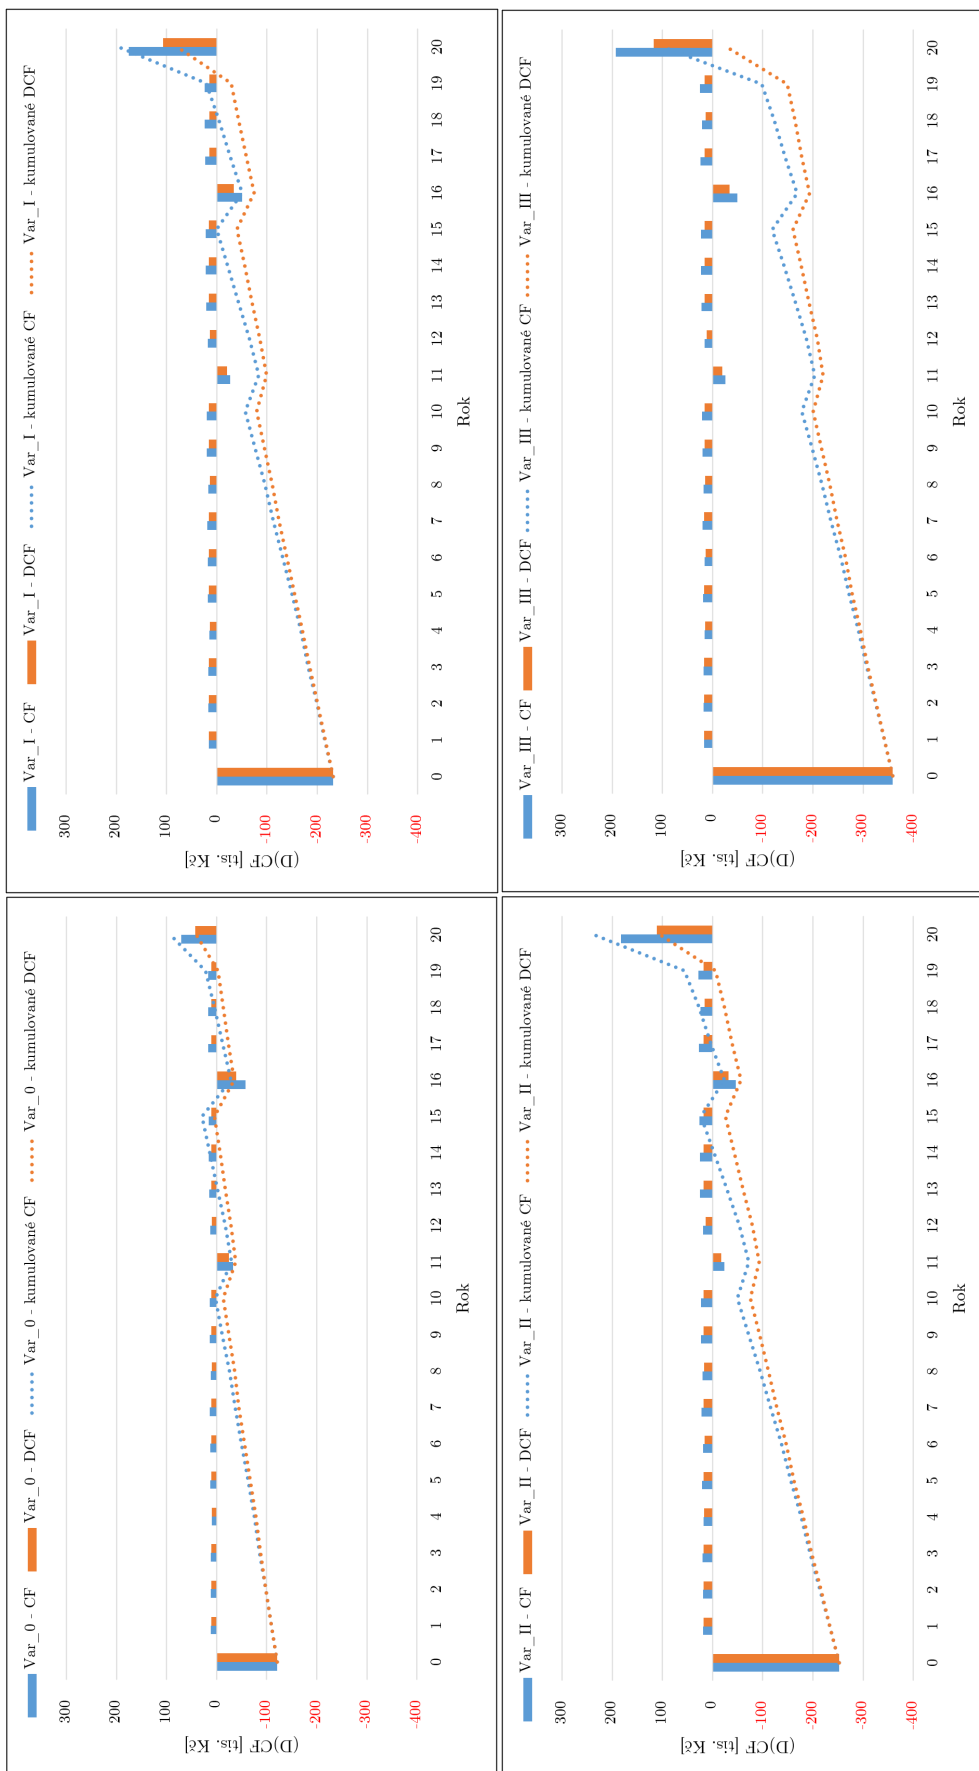 Var_0 - CF Var_0 - DCF Var_0 - kumulované CF Var_0 - kumulované DCF
300
200
100
0
-100
-200
-300
-400
(D)CF [tis. Kč]
0 1 2 3 4 5 6 7 8 9 10 11 12 13 14 15 16 17 18 19 20
Rok
Var_I - CF Var_I - DCF Var_I - kumulované CF Var_I - kumulované DCF
300
200
100
0
-100
-200
-300
-400
(D)CF [tis. Kč]
0 1 2 3 4 5 6 7 8 9 10 11 12 13 14 15 16 17 18 19 20
Rok
Var_II - CF Var_II - DCF Var_II - kumulované CF Var_II - kumulované DCF
300
200
100
0
-100
-200
-300
-400
(D)CF [tis. Kč]
0 1 2 3 4 5 6 7 8 9 10 11 12 13 14 15 16 17 18 19 20
Rok
Var_III - CF Var_III - DCF Var_III - kumulované CF Var_III - kumulované DCF
300
200
100
0
-100
-200
-300
-400
(D)CF [tis. Kč]
0 1 2 3 4 5 6 7 8 9 10 11 12 13 14 15 16 17 18 19 20
Rok